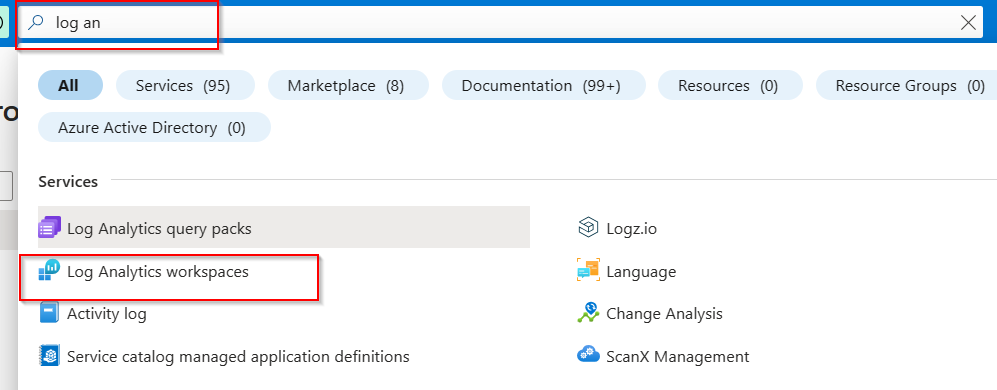 log an
All Services (95) Marketplace (8) Documentation (99+) Resources (0) Resource Groups (0)
Azure Active Directory (0)
Services
Log Analytics query packs
Log Analytics workspaces
Activity log
Service catalog managed application definitions
Logz.io
Language
Change Analysis
ScanX Management